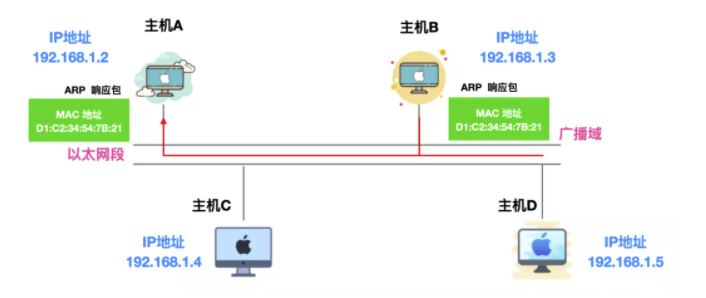 主机A
主机B
IP地址
192.168.1.2
IP地址
192.168.1.3
ARP 响应包
ARP 响应包
MAC 地址
D1:C2:34:54:7B:21
MAC 地址
D1:C2:34:54:7B:21
广播域
以太网段
主机C
主机D
IP地址
192.168.1.4
IP地址
192.168.1.5